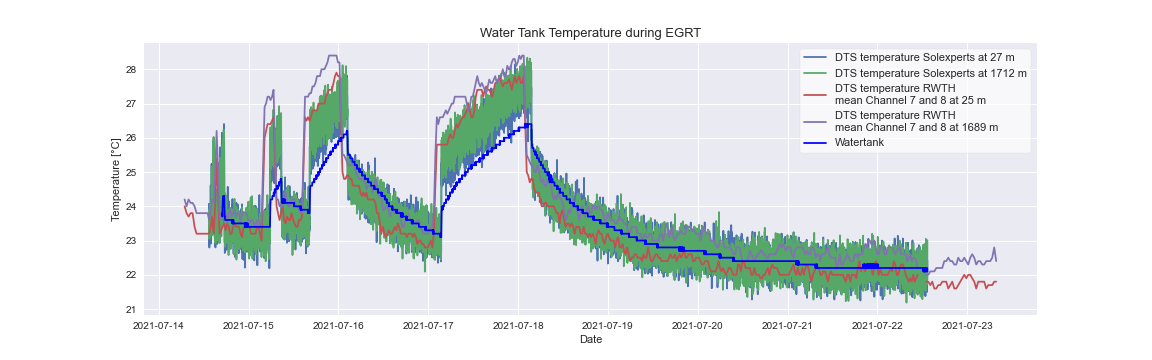 Water Tank Temperature during EGRT
DTS temperature Solexperts at 27 m
DTS temperature Solexperts at 1712 m
DTS temperature RWTH
mean Channel 7 and 8 at 25 m
DTS temperature RWTH
mean Channel 7 and 8 at 1689 m
Watertank
Temperature [°C]
28
27
26
25
24
23
22
21
2021-07-14 2021-07-15 2021-07-16 2021-07-17 2021-07-18 2021-07-19 2021-07-20 2021-07-21 2021-07-22 2021-07-23
Date